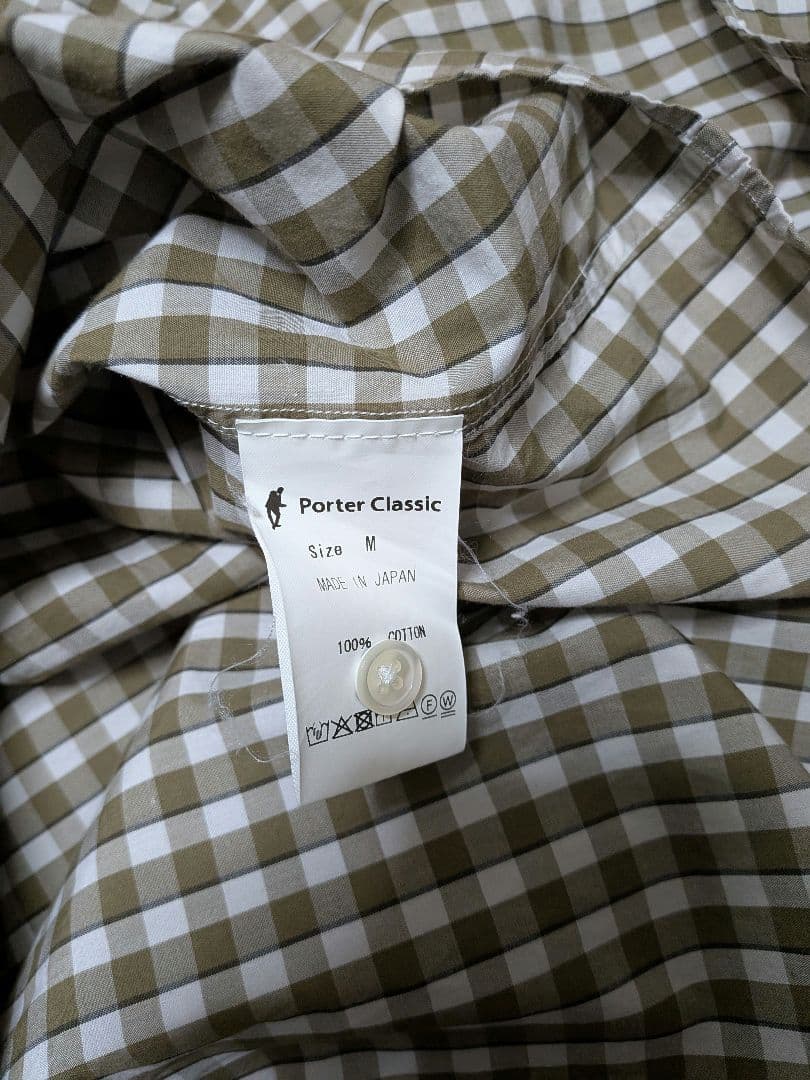 Porter Classic
Size M
MADE IN JAPAN
100% COTTON
F W